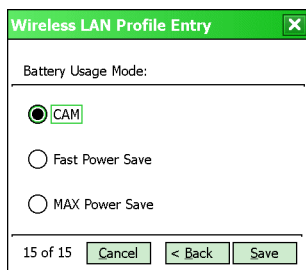 Wireless LAN Profile Entry
Battery Usage Mode:
CAM
Fast Power Save
MAX Power Save
15 of 15 Cancel < Back Save